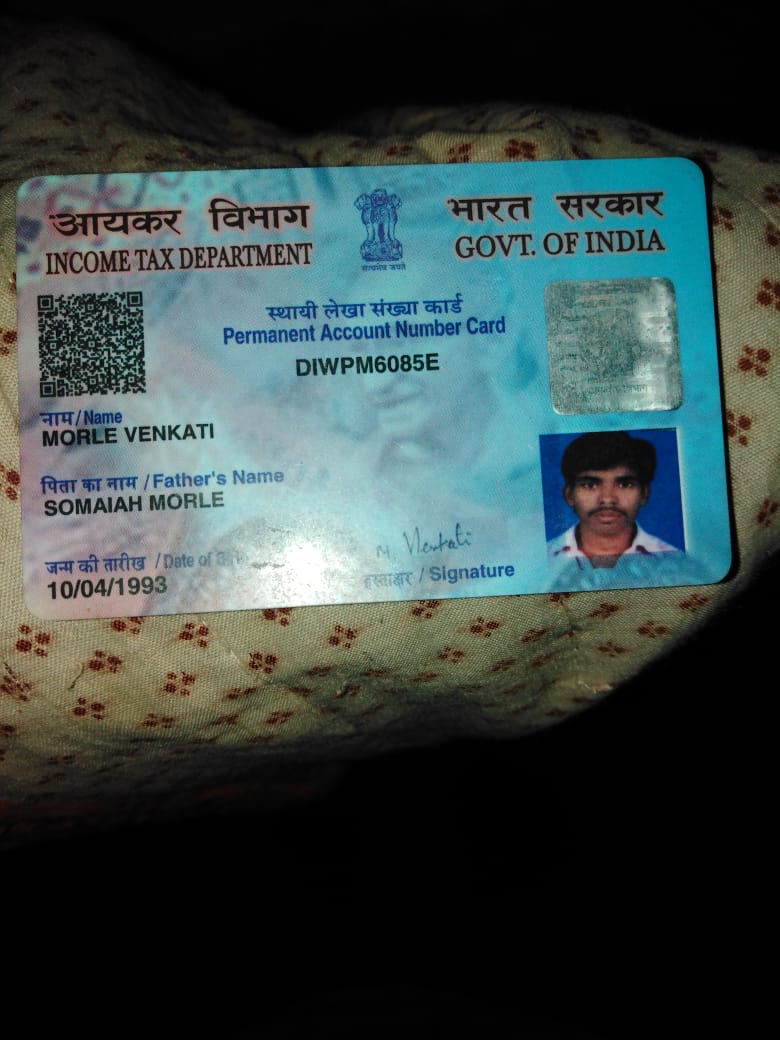 आयकर विभाग
INCOME TAX DEPARTMENT
सत्यमेव जयते
भारत सरकार
GOVT. OF INDIA
स्थायी लेखा संख्या कार्ड
Permanent Account Number Card
DIWPM6085E
नाम / Name
MORLE VENKATI
पिता का नाम / Father's Name
SOMAIAH MORLE
जन्म की तारीख / Date of
10/04/1993
M. Venkati
हस्ताक्षर / Signature